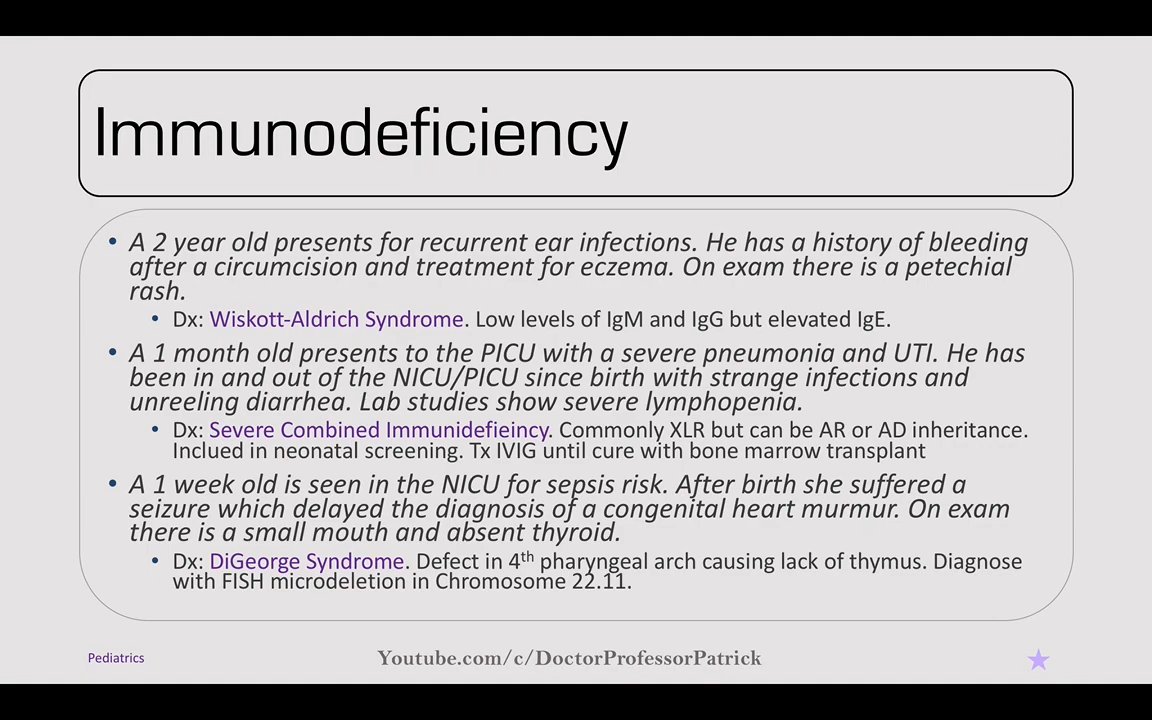 Immunodeficiency
• A 2 year old presents for recurrent ear infections. He has a history of bleeding
after a circumcision and treatment for eczema. On exam there is a petechial
rash.
• Dx: Wiskott-Aldrich Syndrome. Low levels of IgM and IgG but elevated IgE.
• A 1 month old presents to the PICU with a severe pneumonia and UTI. He has
been in and out of the NICU/PICU since birth with strange infections and
unreeling diarrhea. Lab studies show severe lymphopenia.
• Dx: Severe Combined Immunidefieincy. Commonly XLR but can be AR or AD inheritance.
Inclued in neonatal screening. Tx IVIG until cure with bone marrow transplant
• A 1 week old is seen in the NICU for sepsis risk. After birth she suffered a
seizure which delayed the diagnosis of a congenital heart murmur. On exam
there is a small mouth and absent thyroid.
• Dx: DiGeorge Syndrome. Defect in 4th pharyngeal arch causing lack of thymus. Diagnose
with FISH microdeletion in Chromosome 22.11.
Pediatrics
Youtube.com/c/DoctorProfessorPatrick